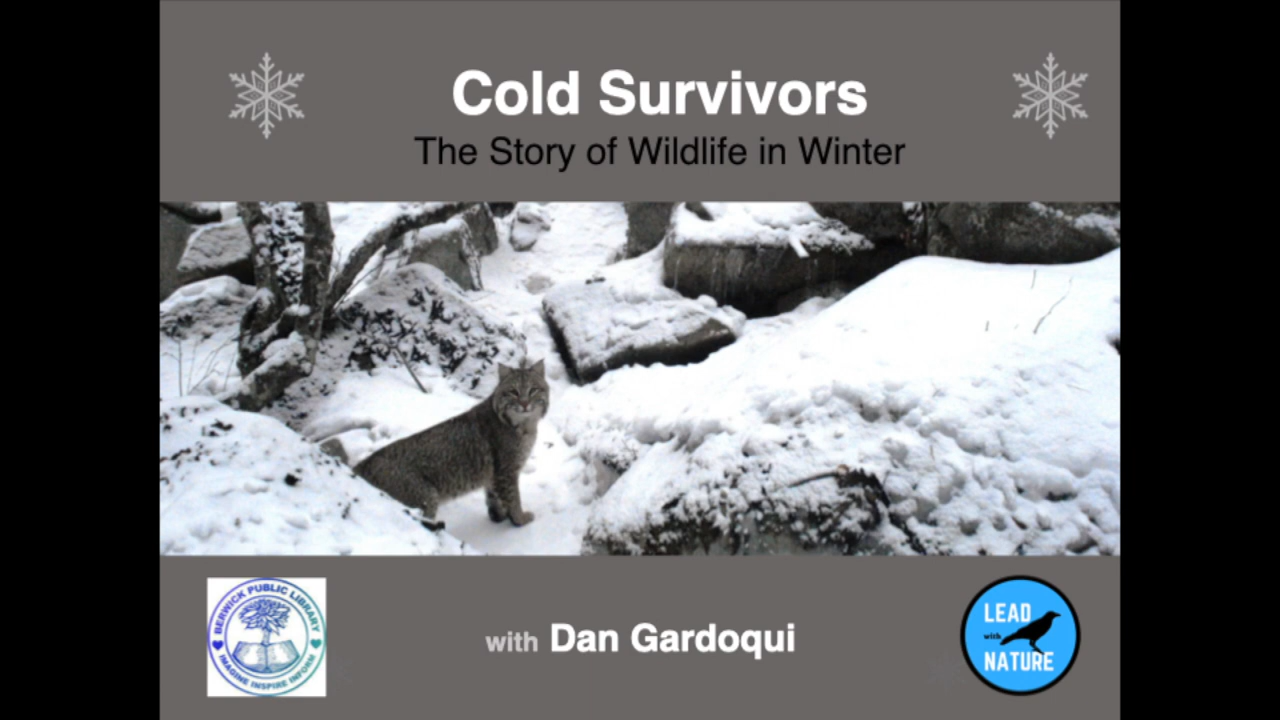 Cold Survivors
The Story of Wildlife in Winter
BERWICK PUBLIC LIBRARY
IMAGINE INSPIRE INFORM
with Dan Gardoqui
LEAD
with
NATURE